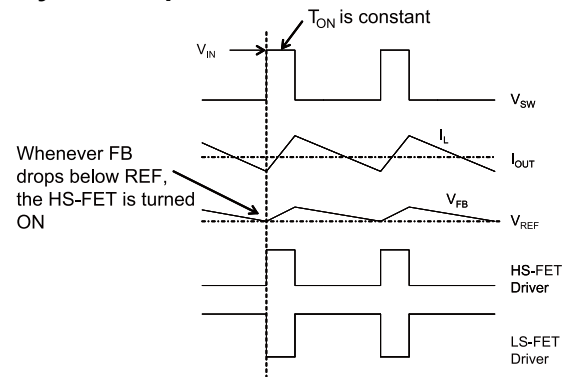 T_ON is constant
V_IN
V_SW
I_L
I_OUT
Whenever FB
drops below REF,
the HS-FET is turned
ON
V_FB
V_REF
HS-FET
Driver
LS-FET
Driver